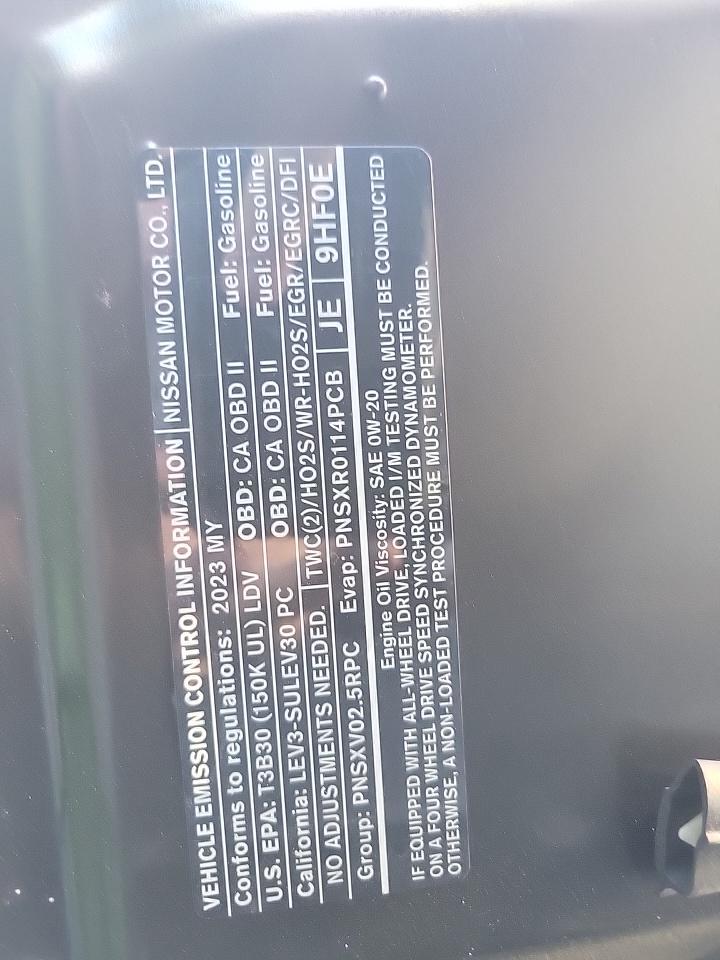 VEHICLE EMISSION CONTROL INFORMATION NISSAN MOTOR CO., LTD.
Conforms to regulations: 2023 MY
U.S. EPA: T3B30 (150K UL) LDV OBD: CA OBD II Fuel: Gasoline
California: LEV3-SULEV30 PC OBD: CA OBD II Fuel: Gasoline
NO ADJUSTMENTS NEEDED. TWC(2)/HO2S/WR-HO2S/EGR/EGRC/DFI
Group: PNSXV02.5RPC Evap: PNSXR0114PCB JE 9HF0E
Engine Oil Viscosity: SAE 0W-20
IF EQUIPPED WITH ALL-WHEEL DRIVE, LOADED I/M TESTING MUST BE CONDUCTED
ON A FOUR WHEEL DRIVE SPEED SYNCHRONIZED DYNAMOMETER.
OTHERWISE, A NON-LOADED TEST PROCEDURE MUST BE PERFORMED.